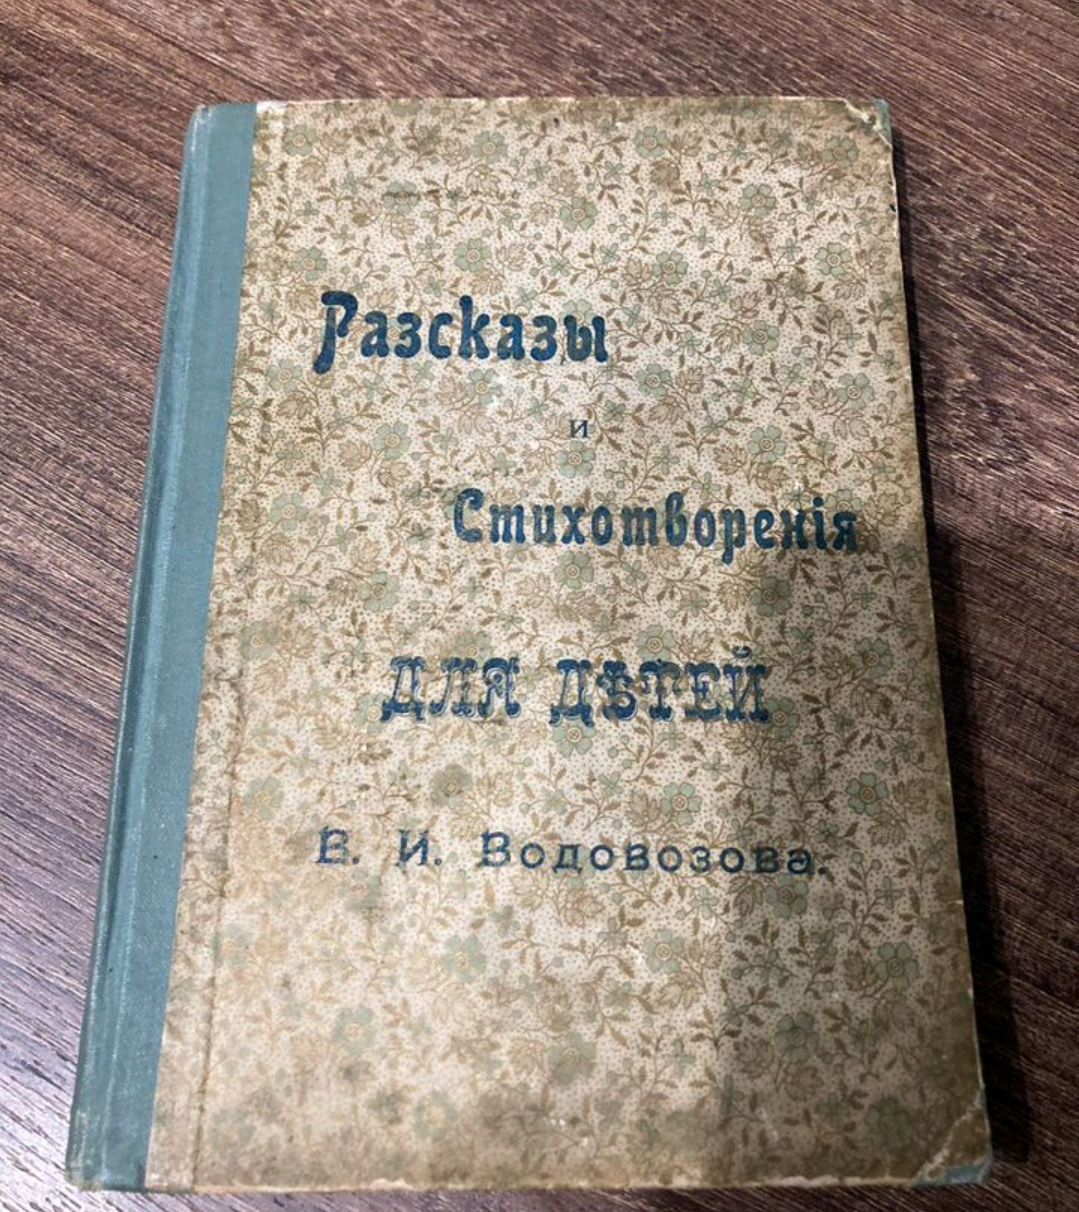 Разсказы
и
Стихотворенія
ДЛЯ ДѢТЕЙ
В. И. Водовозова.